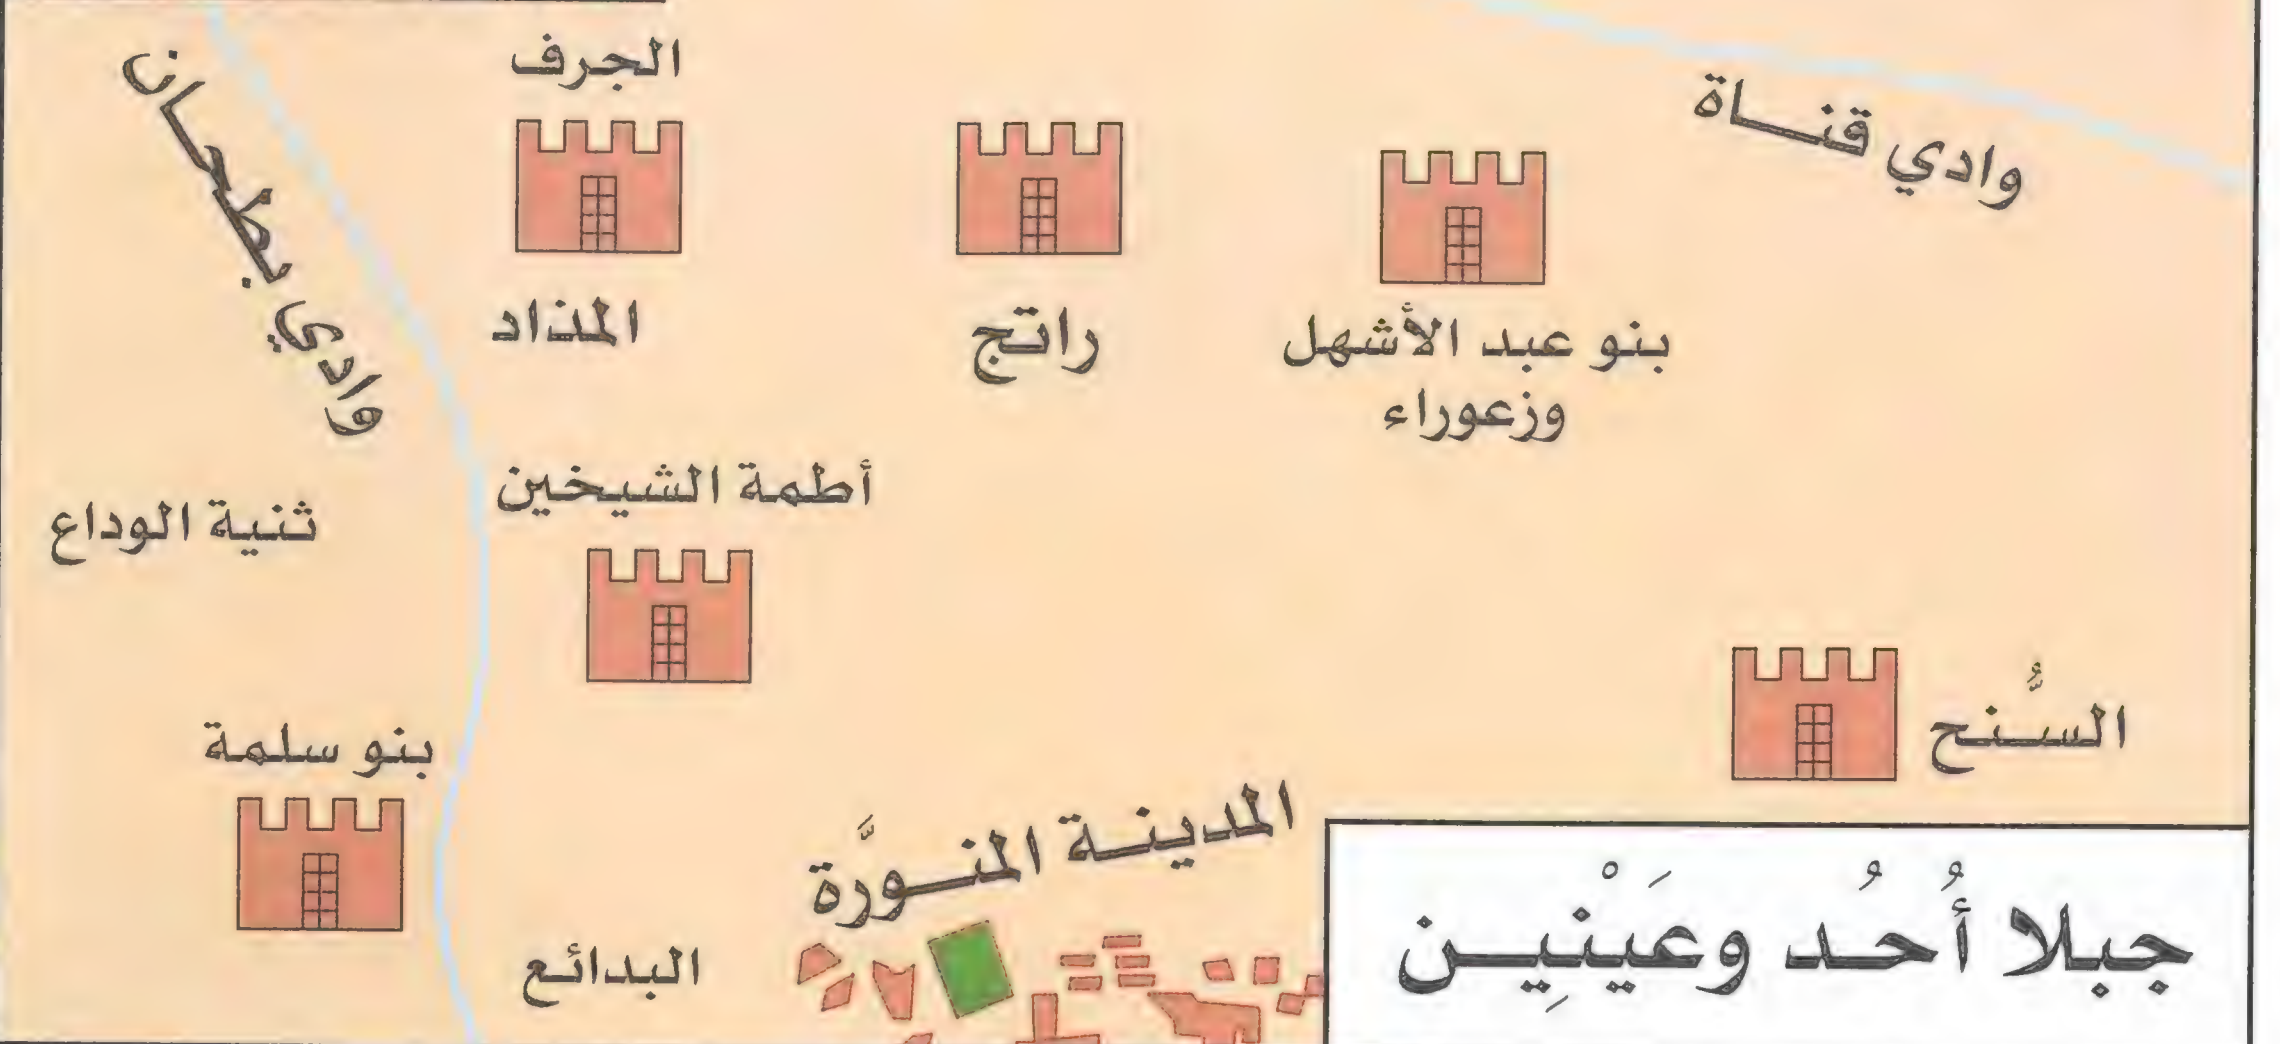 الجرف
وادي قناة
وادي بطحان
المذاد
راتج
بنو عبد الأشهل
وزعوراء
أطمة الشيخين
ثنية الوداع
السُّنح
بنو سلمة
المدينة المنوَّرة
البدائع
جبلا أُحُد وعَيْنِين